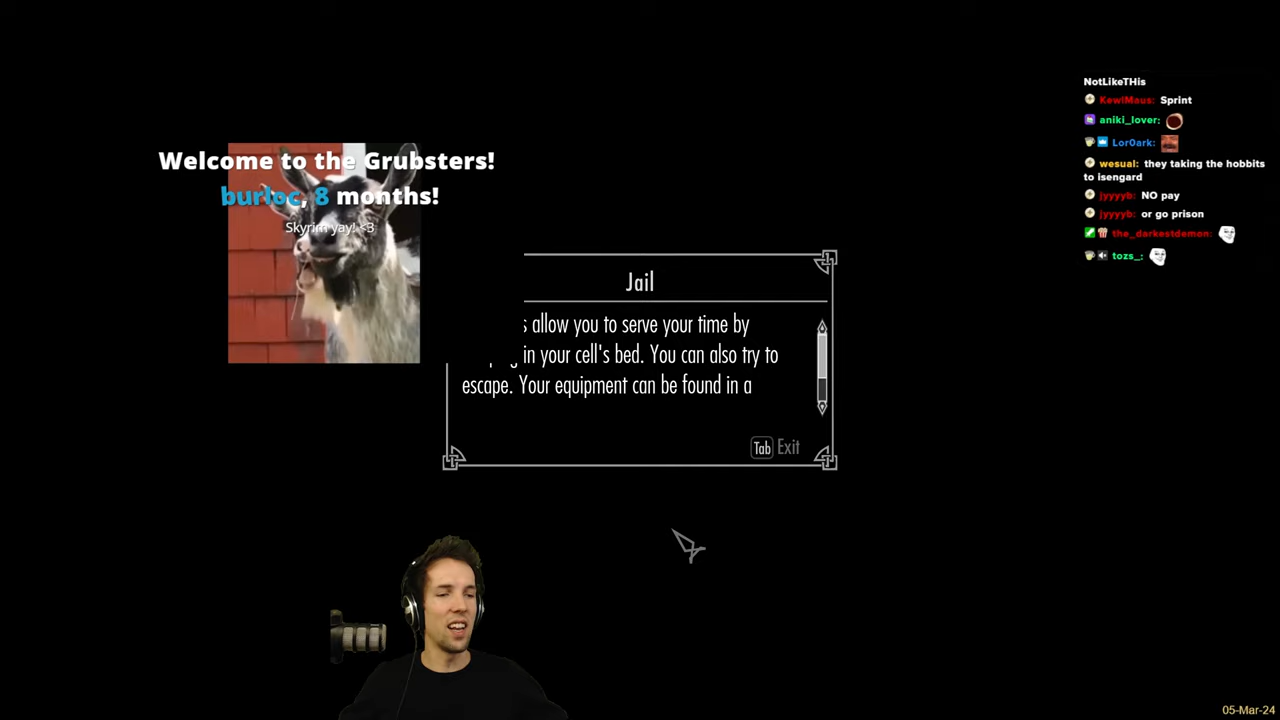 NotLikeTHis
KewlMaus: Sprint
aniki_lover:
Lor0ark:
wesual: they taking the hobbits
to isengard
jyyyyb: NO pay
jyyyyb: or go prison
the_darkestdemon:
tozs_:
Welcome to the Grubsters!
burloc, 8 months!
Skyrim yay! <3
Jail
s allow you to serve your time by
in your cell's bed. You can also try to
escape. Your equipment can be found in a
Tab Exit
05-Mar-24